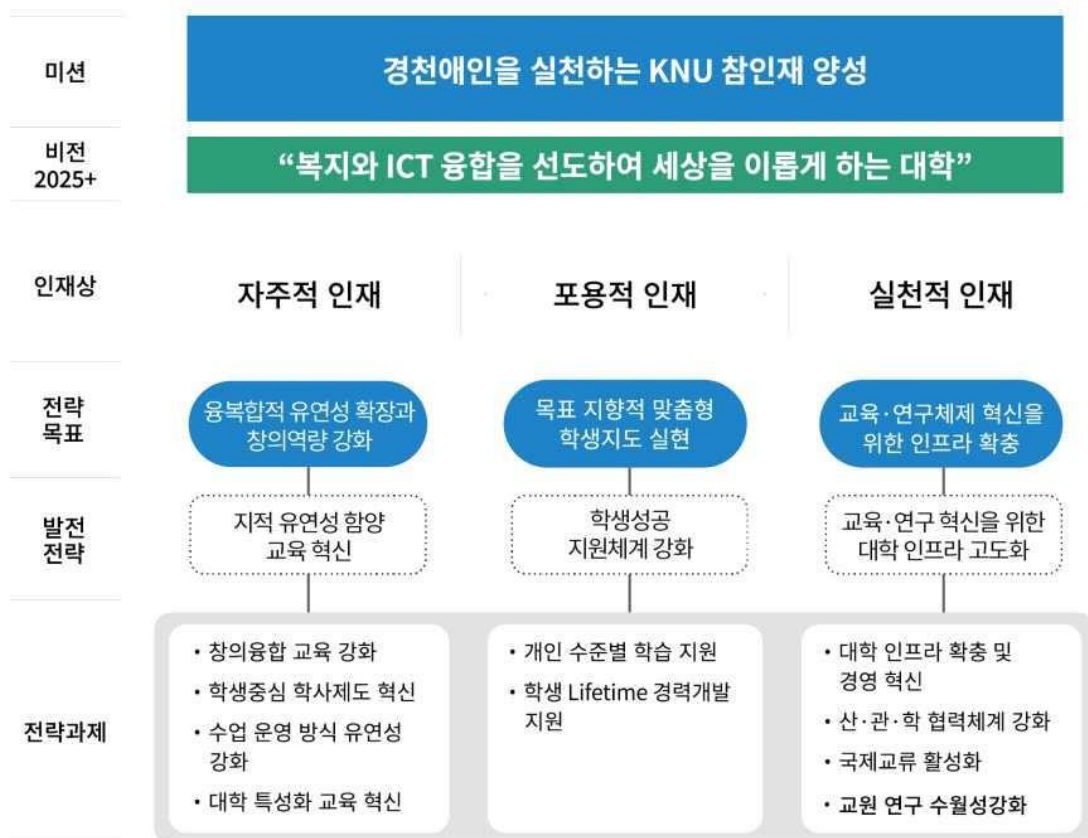 미션
경천애인을 실천하는 KNU 참인재 양성
비전
2025+
“복지와 ICT 융합을 선도하여 세상을 이롭게 하는 대학”
인재상
자주적 인재
포용적 인재
실천적 인재
전략
목표
융복합적 유연성 확장과
창의역량 강화
목표 지향적 맞춤형
학생지도 실현
교육·연구체제 혁신을
위한 인프라 확충
발전
전략
지적 유연성 함양
교육 혁신
학생성공
지원체계 강화
교육·연구 혁신을 위한
대학 인프라 고도화
전략과제
• 창의융합 교육 강화
• 학생중심 학사제도 혁신
• 수업 운영 방식 유연성
강화
• 대학 특성화 교육 혁신
• 개인 수준별 학습 지원
• 학생 Lifetime 경력개발
지원
• 대학 인프라 확충 및
경영 혁신
• 산·관·학 협력체계 강화
• 국제교류 활성화
• 교원 연구 수월성강화